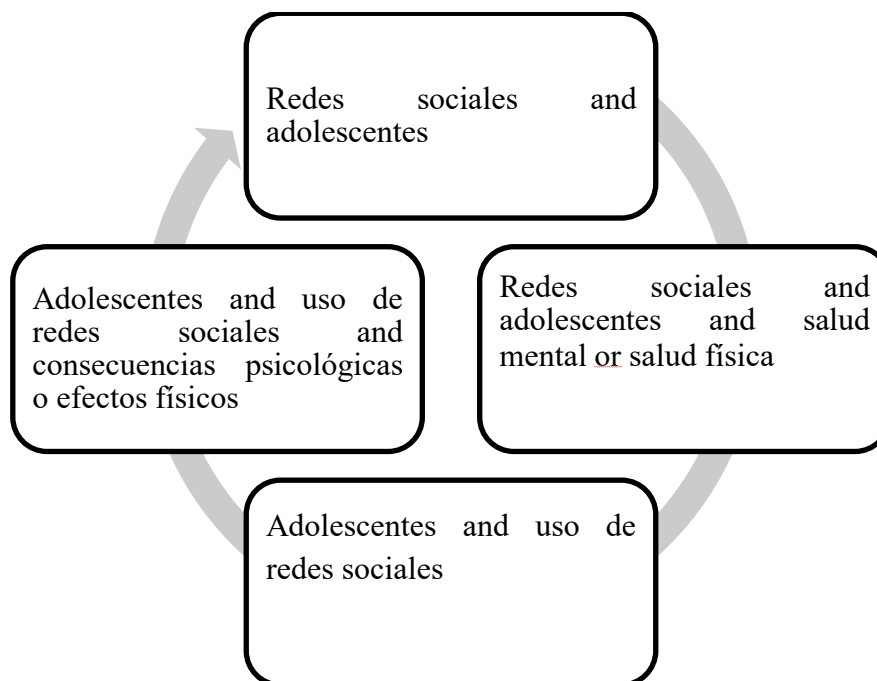 Redes sociales and
adolescentes
Redes sociales and
adolescentes and salud
mental or salud física
Adolescentes and uso de
redes sociales
Adolescentes and uso de
redes sociales and
consecuencias psicológicas
o efectos físicos